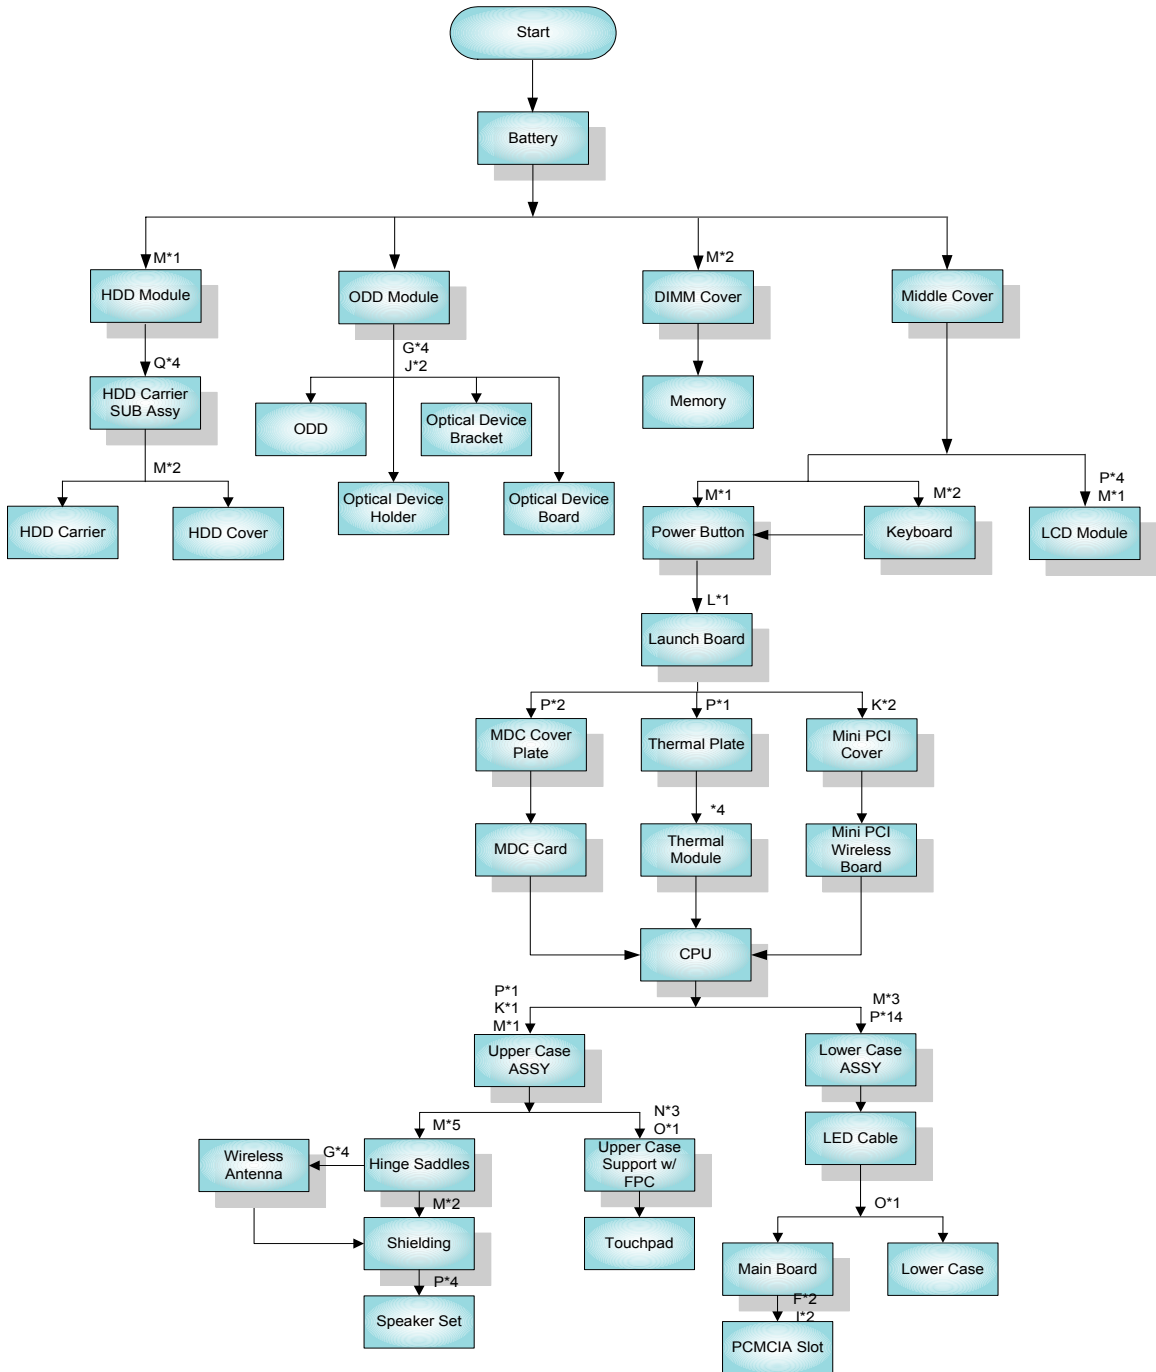 Start
Battery
M*1
M*2
HDD Module
ODD Module
DIMM Cover
Middle Cover
Q*4
G*4
J*2
HDD Carrier
SUB Assy
ODD
Optical Device
Bracket
Memory
M*2
P*4
M*1
Optical Device
Holder
Optical Device
Board
M*1
M*2
HDD Carrier
HDD Cover
Power Button
Keyboard
LCD Module
L*1
Launch Board
P*2
P*1
K*2
MDC Cover
Plate
Thermal Plate
Mini PCI
Cover
*4
MDC Card
Thermal
Module
Mini PCI
Wireless
Board
CPU
P*1
K*1
M*1
M*3
P*14
Upper Case
ASSY
Lower Case
ASSY
M*5
N*3
O*1
LED Cable
Wireless
Antenna
G*4
Hinge Saddles
Upper Case
Support w/
FPC
M*2
O*1
Shielding
Touchpad
Main Board
Lower Case
P*4
F*2
I*2
Speaker Set
PCMCIA Slot